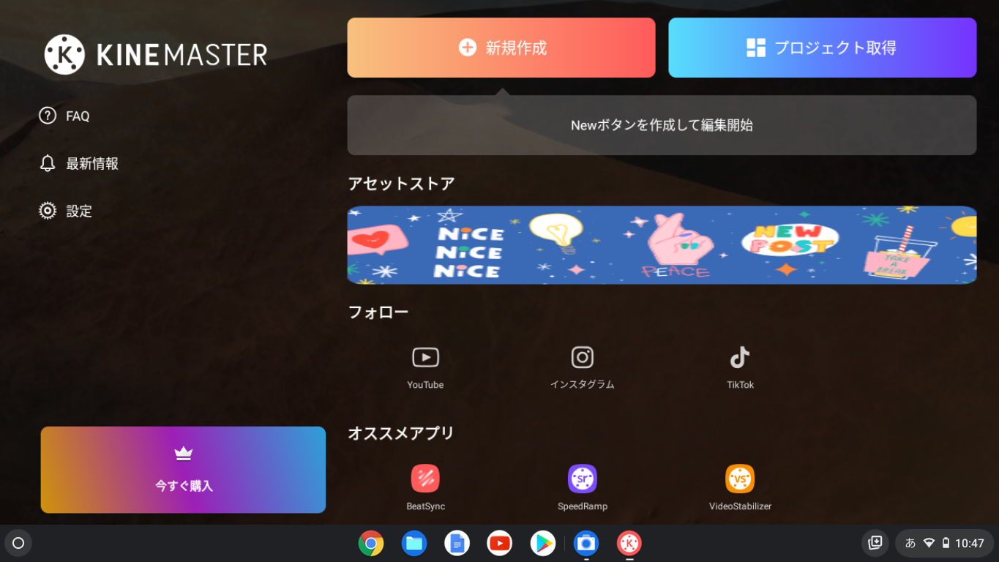 KINEMASTER
FAQ
最新情報
設定
今すぐ購入
新規作成
プロジェクト取得
Newボタンを作成して編集開始
アセットストア
NiCE
NiCE
NiCE
PEACE
NEW
POST
TAKE
A
BREAK
フォロー
YouTube
インスタグラム
TikTok
オススメアプリ
BeatSync
sr
SpeedRamp
vs
VideoStabilizer
あ
10:47